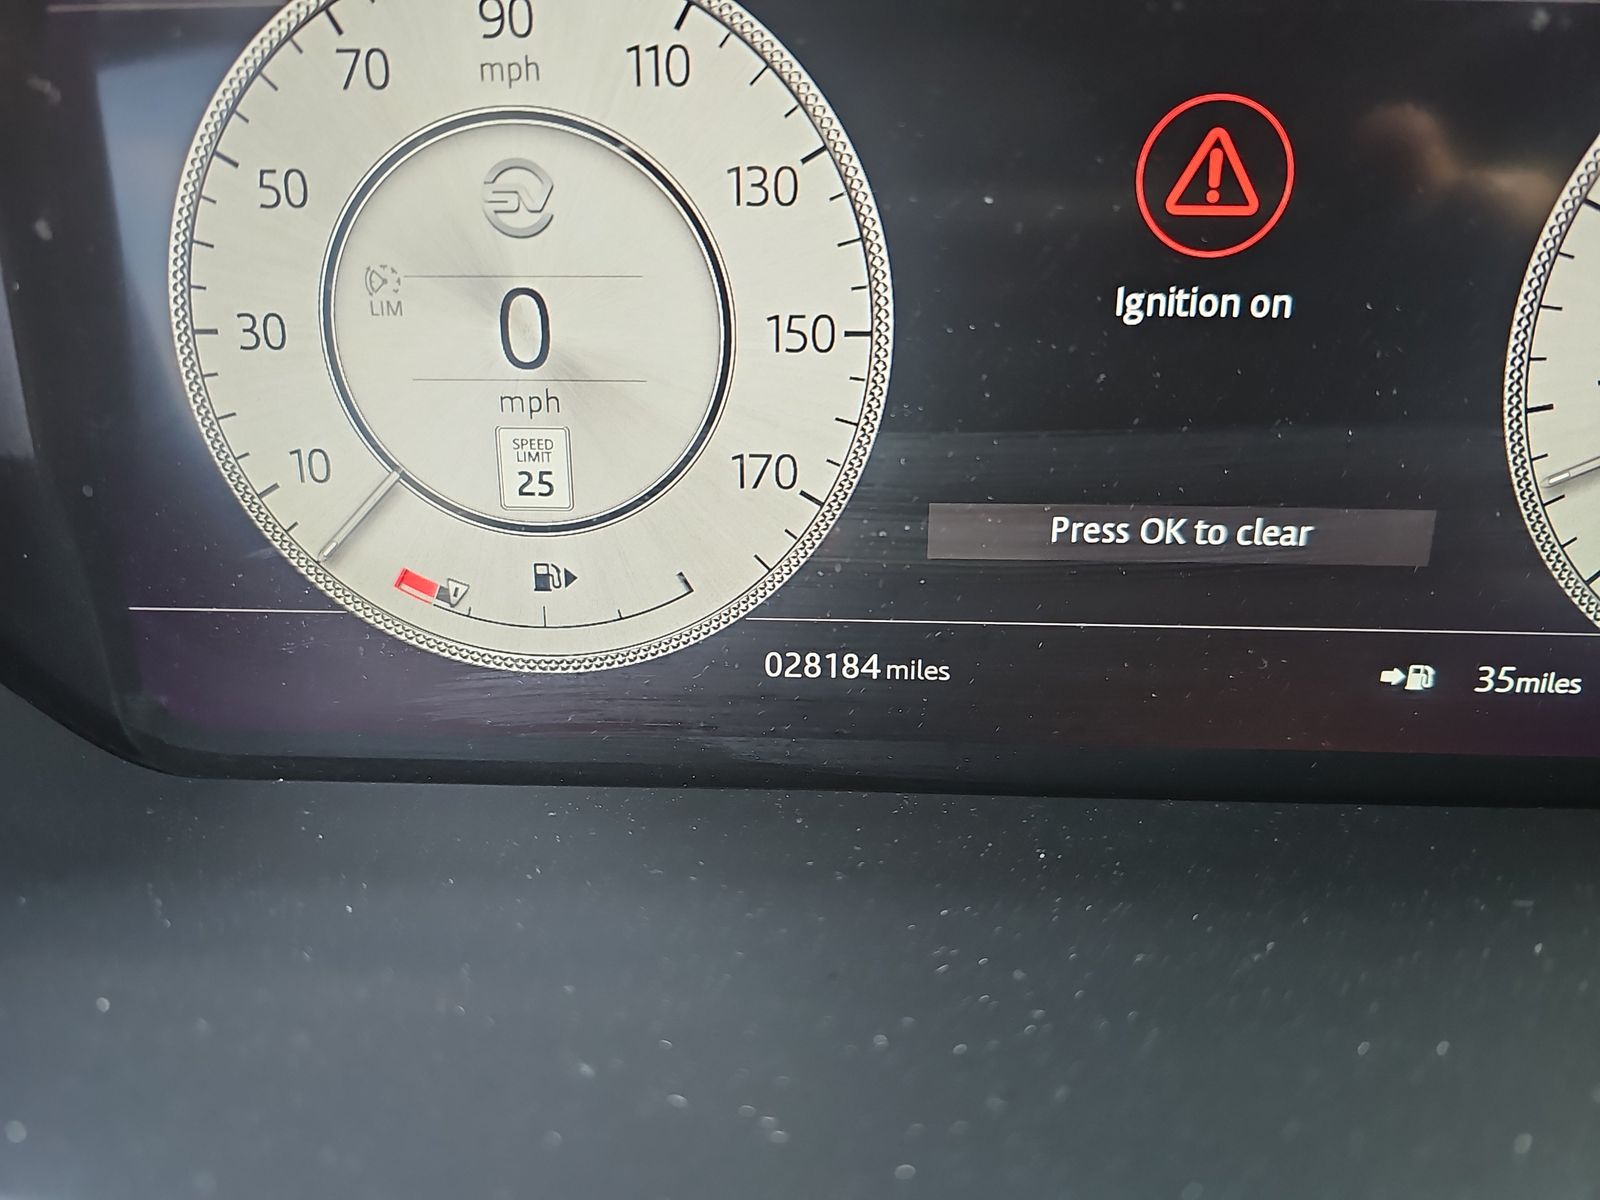 90
mph
70
110
50
130
LIM
0
30
150
mph
SPEED
LIMIT
25
10
170
Ignition on
Press OK to clear
028184 miles
35miles